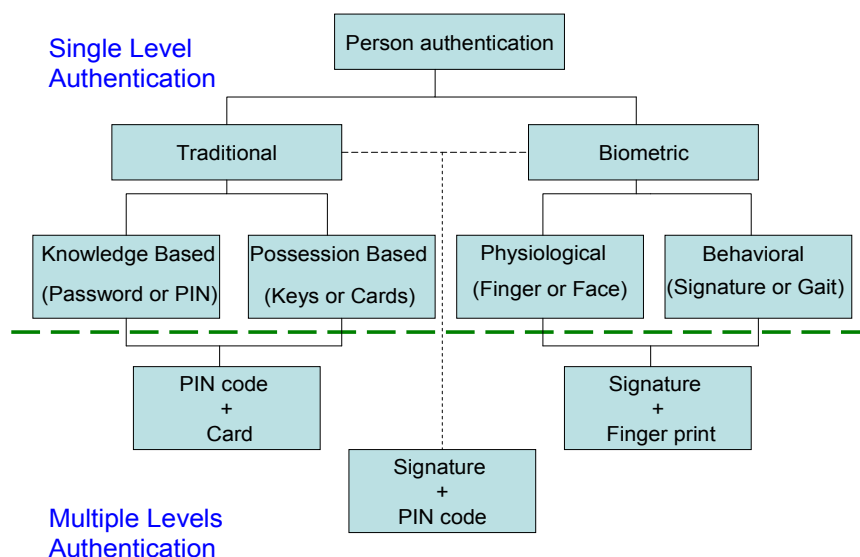 Single Level
Authentication
Person authentication
Traditional
Biometric
Knowledge Based
(Password or PIN)
Possession Based
(Keys or Cards)
Physiological
(Finger or Face)
Behavioral
(Signature or Gait)
PIN code
+
Card
Signature
+
Finger print
Signature
+
PIN code
Multiple Levels
Authentication